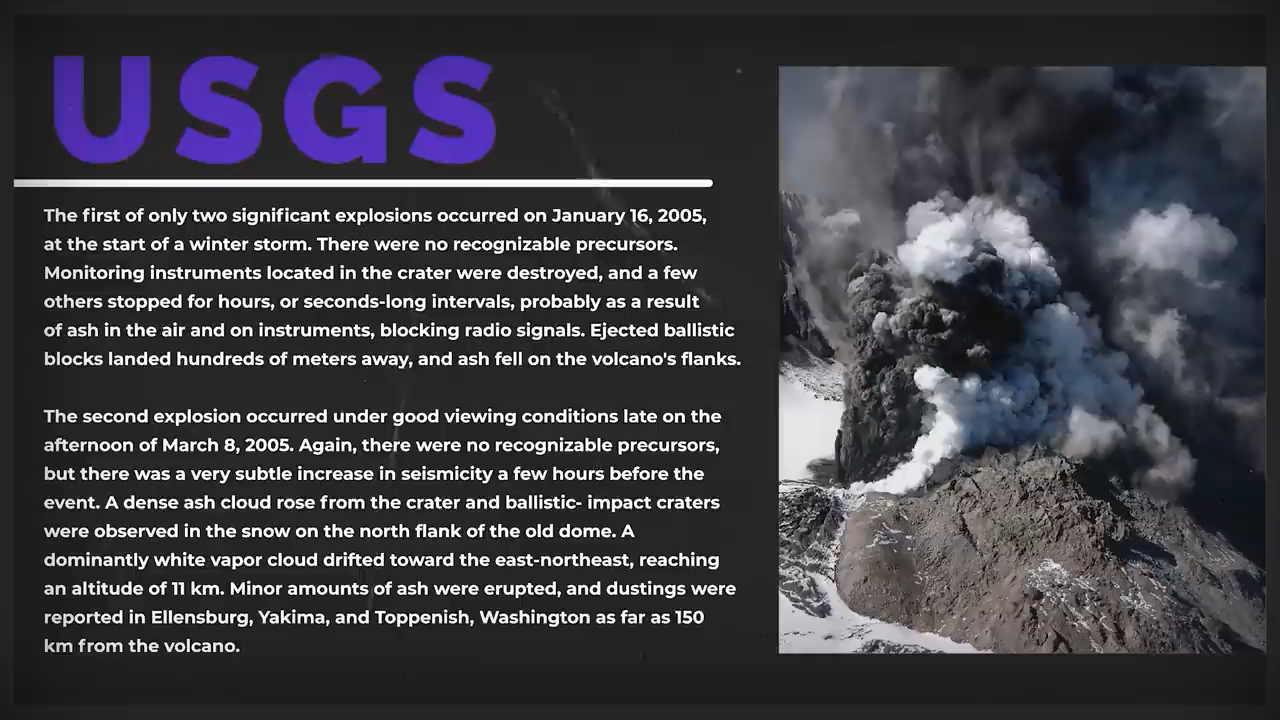 USGS
The first of only two significant explosions occurred on January 16, 2005,
at the start of a winter storm. There were no recognizable precursors.
Monitoring instruments located in the crater were destroyed, and a few
others stopped for hours, or seconds-long intervals, probably as a result
of ash in the air and on instruments, blocking radio signals. Ejected ballistic
blocks landed hundreds of meters away, and ash fell on the volcano's flanks.
The second explosion occurred under good viewing conditions late on the
afternoon of March 8, 2005. Again, there were no recognizable precursors,
but there was a very subtle increase in seismicity a few hours before the
event. A dense ash cloud rose from the crater and ballistic- impact craters
were observed in the snow on the north flank of the old dome. A
dominantly white vapor cloud drifted toward the east-northeast, reaching
an altitude of 11 km. Minor amounts of ash were erupted, and dustings were
reported in Ellensburg, Yakima, and Toppenish, Washington as far as 150
km from the volcano.